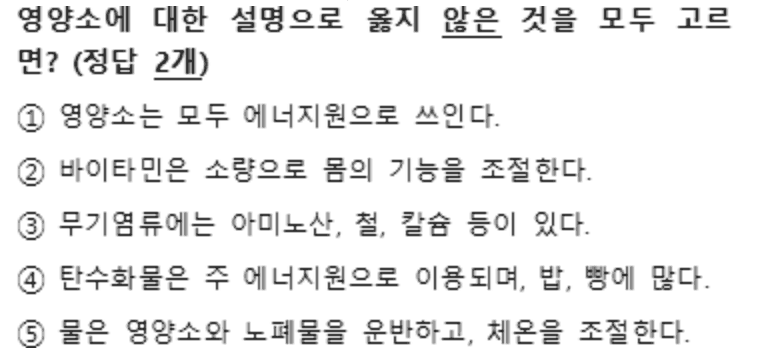 영양소에 대한 설명으로 옳지 않은 것을 모두 고르
면? (정답 2개)
① 영양소는 모두 에너지원으로 쓰인다.
② 바이타민은 소량으로 몸의 기능을 조절한다.
③ 무기염류에는 아미노산, 철, 칼슘 등이 있다.
④ 탄수화물은 주 에너지원으로 이용되며, 밥, 빵에 많다.
⑤ 물은 영양소와 노폐물을 운반하고, 체온을 조절한다.